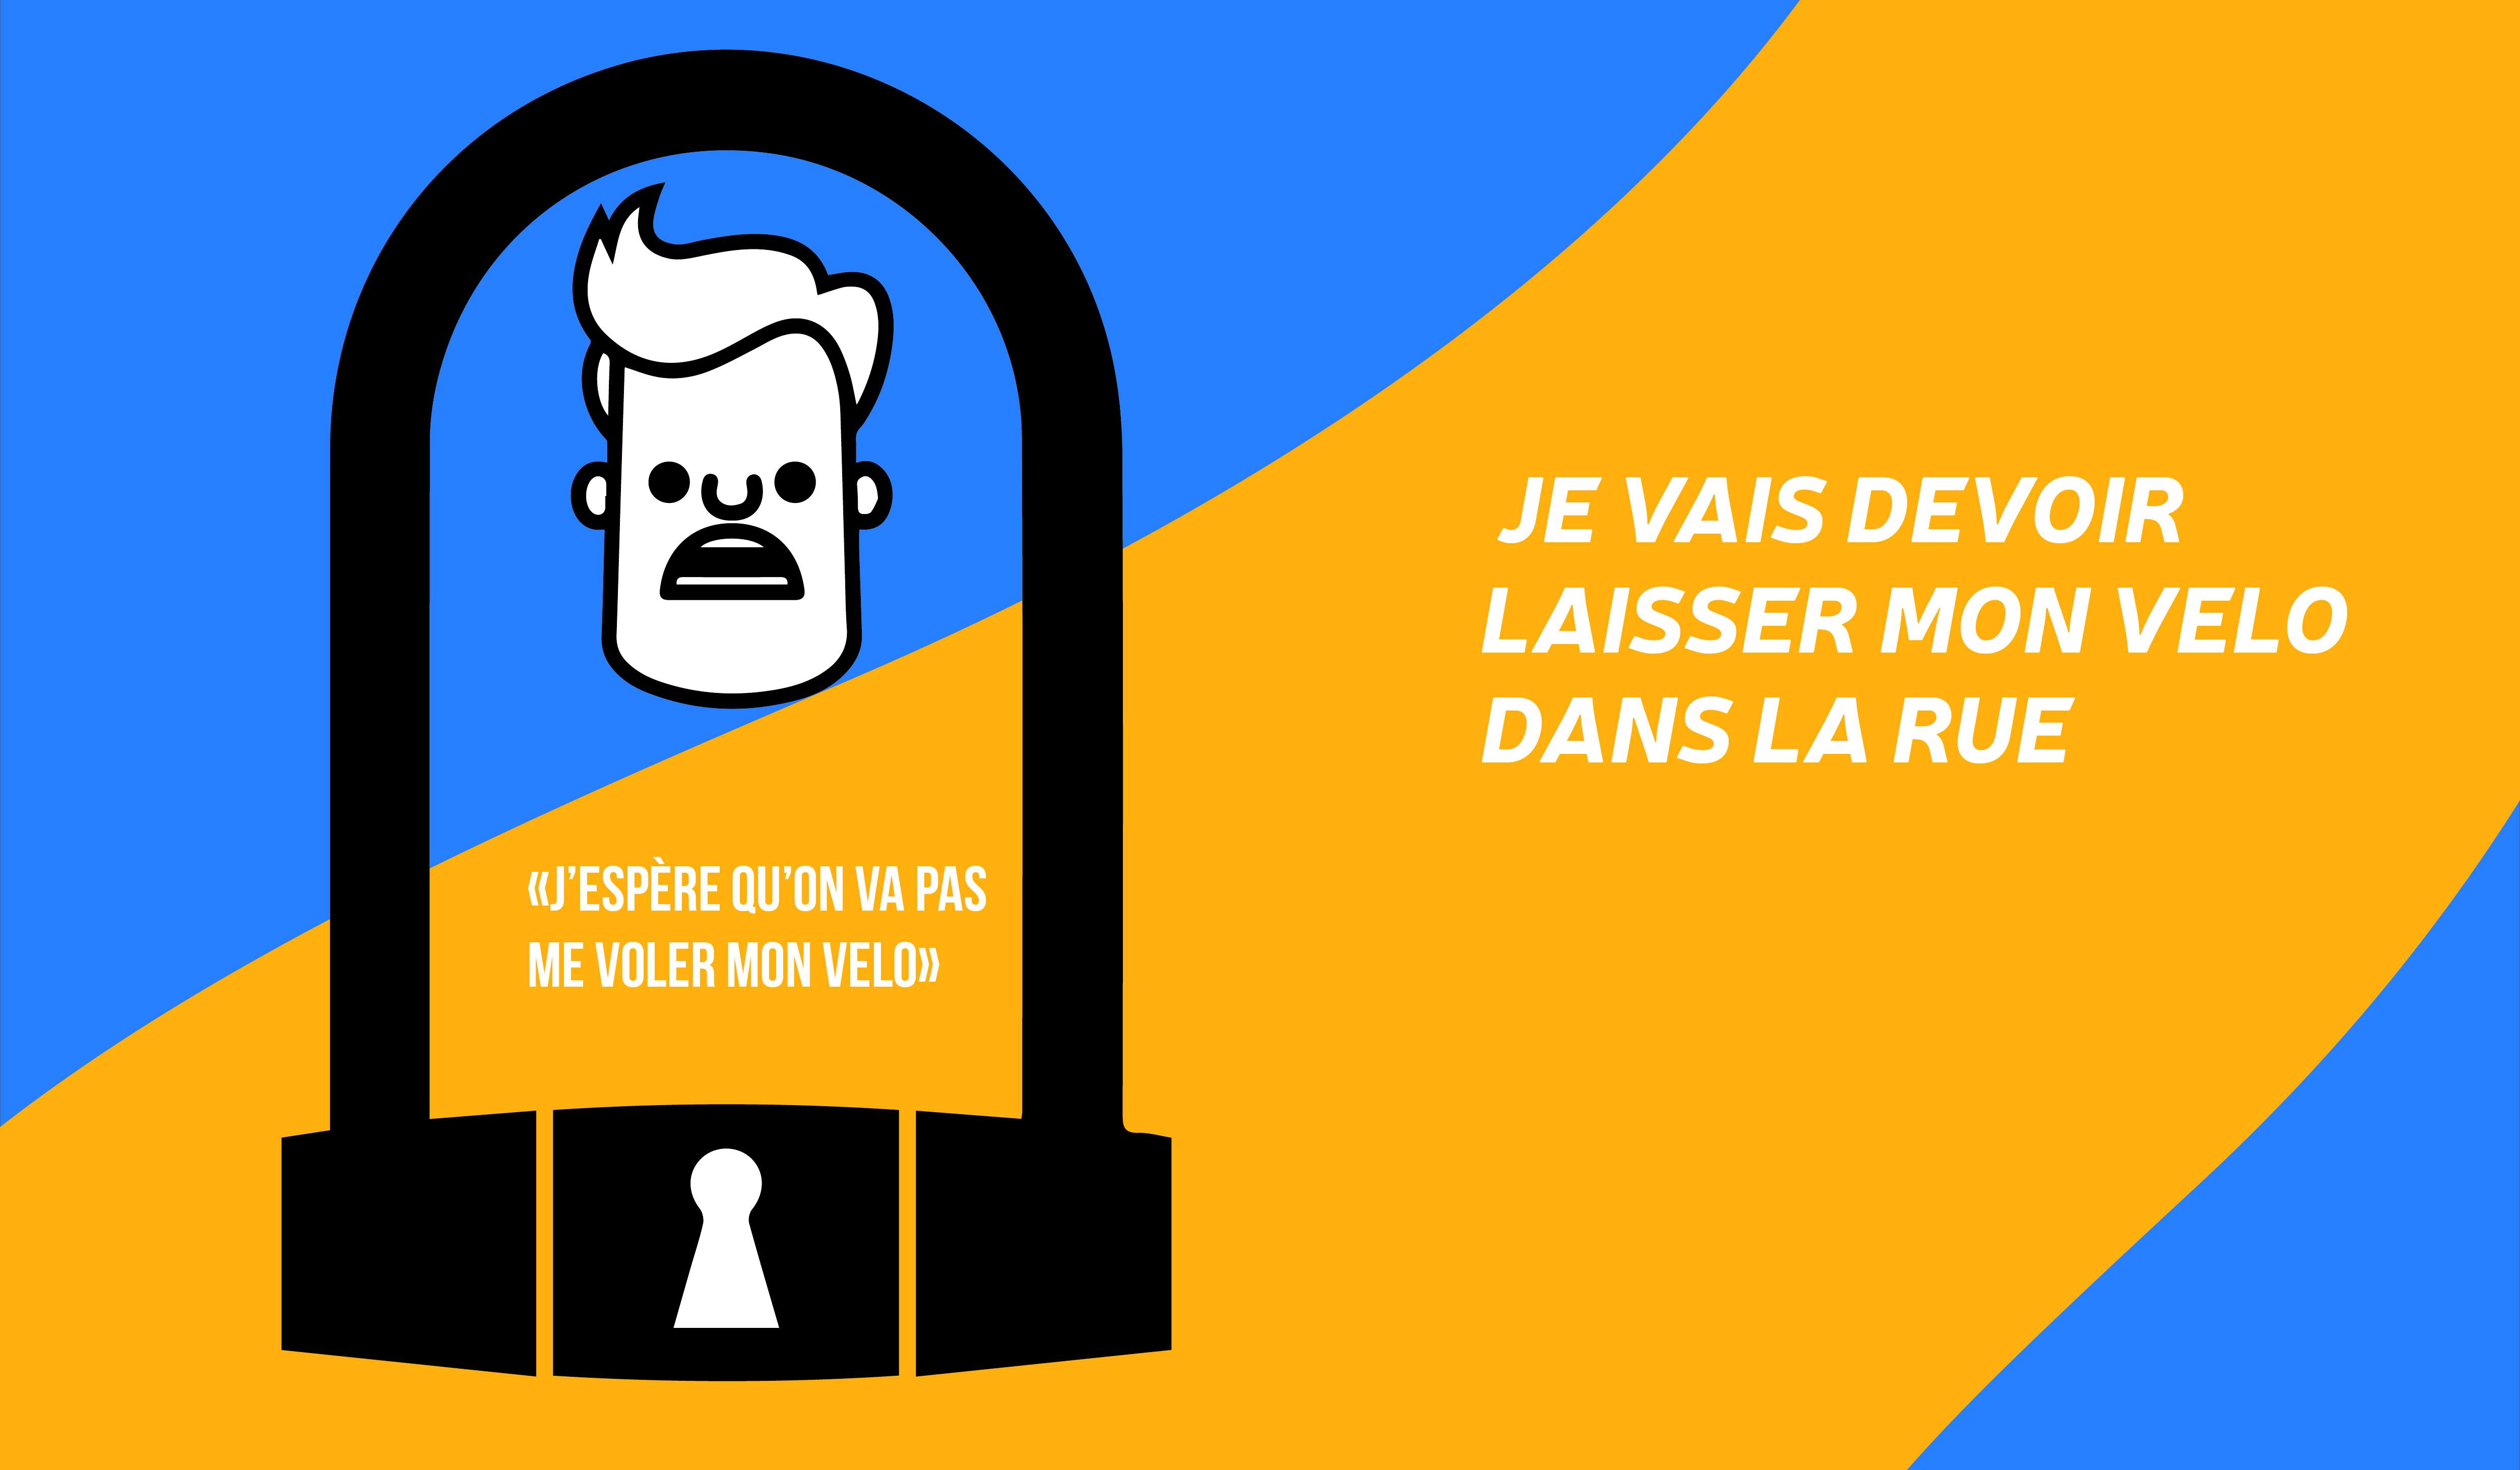 «J’ESPÈRE QU’ON VA PAS
ME VOLER MON VELO»
JE VAIS DEVOIR
LAISSER MON VELO
DANS LA RUE